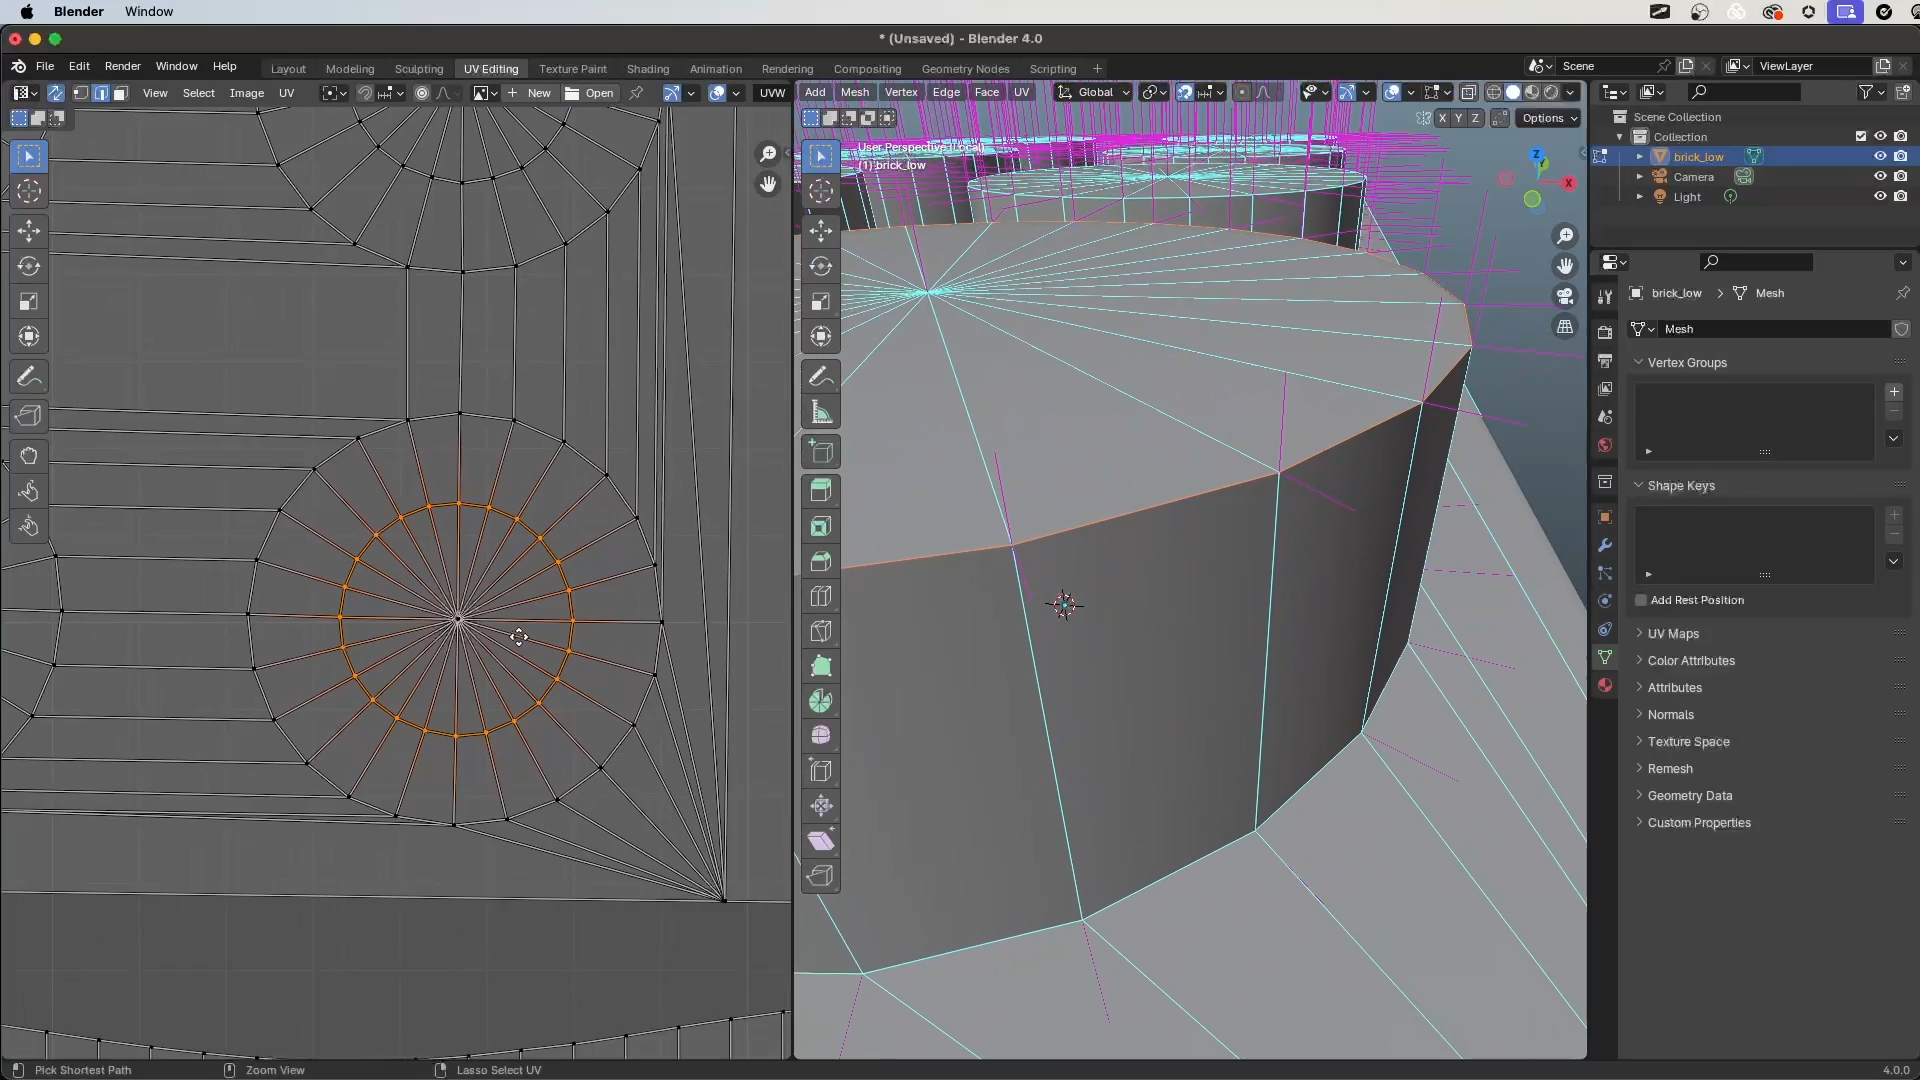 Blender Window
* (Unsaved) - Blender 4.0
File Edit Render Window Help
Layout Modeling Sculpting UV Editing Texture Paint Shading Animation Rendering Compositing Geometry Nodes Scripting +
Scene
ViewLayer
View Select Image UV
New
Open
UVW
Add Mesh Vertex Edge Face UV
Global
X Y Z
Options
User Perspective (Local)
(1) brick_low
Z
X
Scene Collection
Collection
brick_low
Camera
Light
brick_low > Mesh
Mesh
Vertex Groups
Shape Keys
Add Rest Position
UV Maps
Color Attributes
Attributes
Normals
Texture Space
Remesh
Geometry Data
Custom Properties
Pick Shortest Path
Zoom View
Lasso Select UV
4.0.0